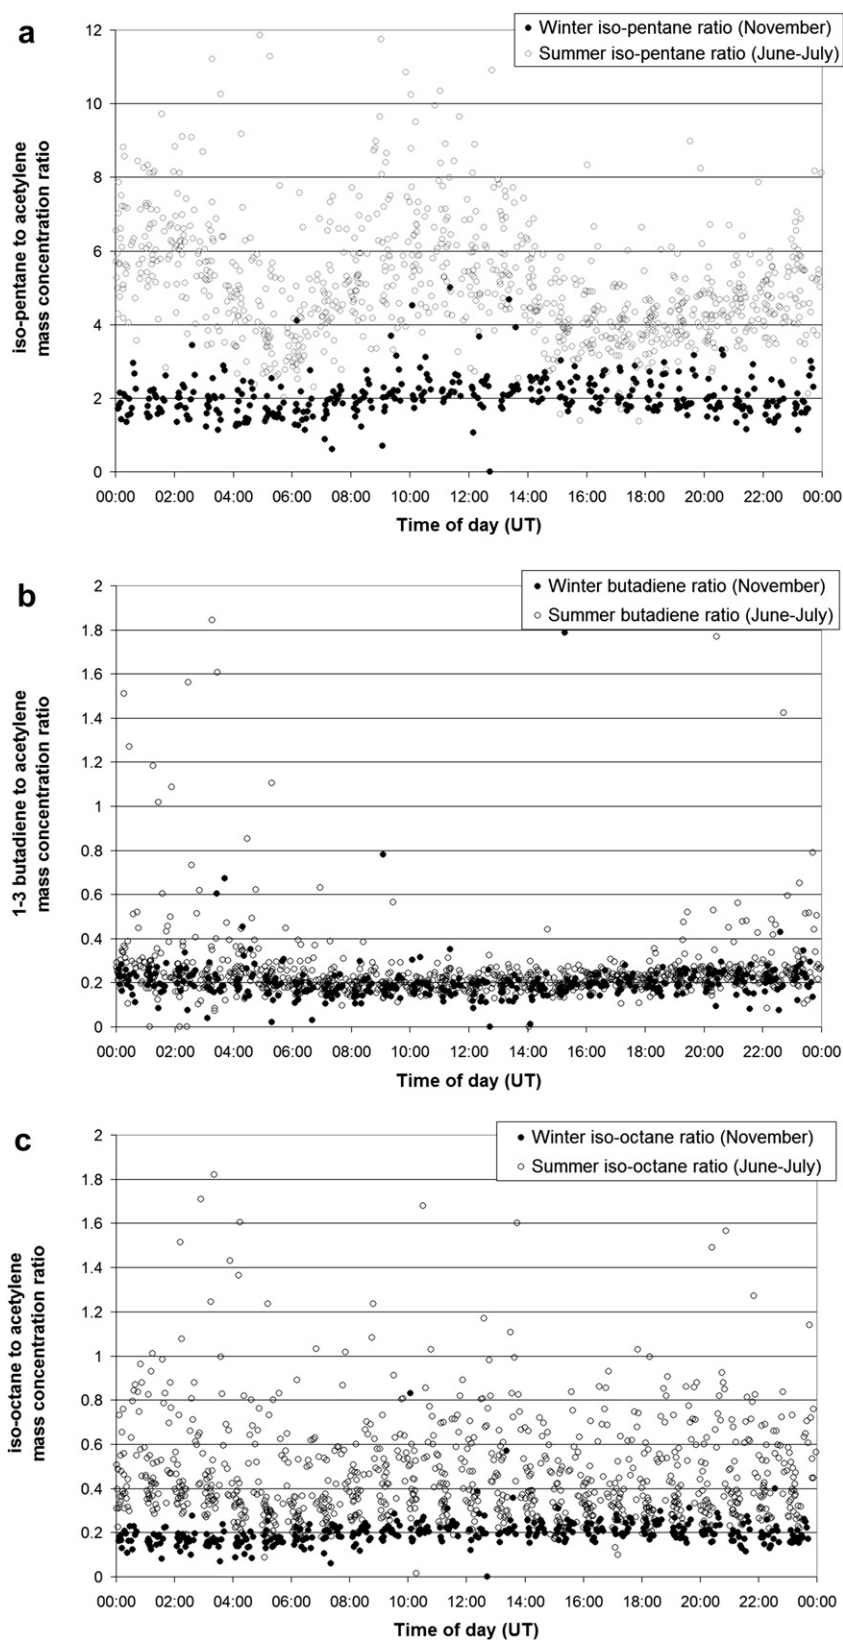 a
● Winter iso-pentane ratio (November)
○ Summer iso-pentane ratio (June-July)
iso-pentane to acetylene
mass concentration ratio
12
10
8
6
4
2
0
00:00 02:00 04:00 06:00 08:00 10:00 12:00 14:00 16:00 18:00 20:00 22:00 00:00
Time of day (UT)
b
● Winter butadiene ratio (November)
○ Summer butadiene ratio (June-July)
1-3 butadiene to acetylene
mass concentration ratio
2
1.8
1.6
1.4
1.2
1
0.8
0.6
0.4
0.2
0
00:00 02:00 04:00 06:00 08:00 10:00 12:00 14:00 16:00 18:00 20:00 22:00 00:00
Time of day (UT)
c
● Winter iso-octane ratio (November)
○ Summer iso-octane ratio (June-July)
iso-octane to acetylene
mass concentration ratio
2
1.8
1.6
1.4
1.2
1
0.8
0.6
0.4
0.2
0
00:00 02:00 04:00 06:00 08:00 10:00 12:00 14:00 16:00 18:00 20:00 22:00 00:00
Time of day (UT)